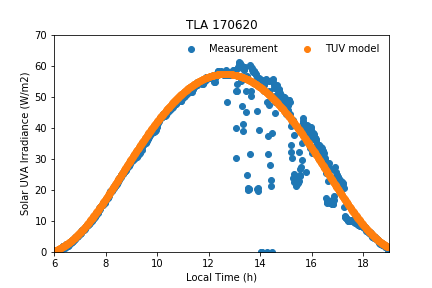 TLA 170620
Measurement TUV model
Solar UVA Irradiance (W/m2)
70
60
50
40
30
20
10
0
6 8 10 12 14 16 18
Local Time (h)